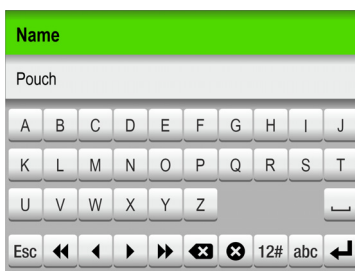 Name
Pouch
A B C D E F G H I J
K L M N O P Q R S T
U V W X Y Z
Esc 12# abc